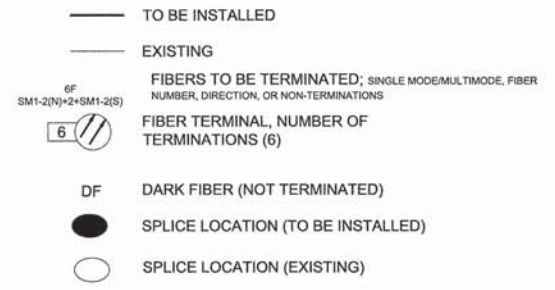 TO BE INSTALLED
EXISTING
6F
SM1-2(N)+2+SM1-2(S)
FIBERS TO BE TERMINATED; SINGLE MODE/MULTIMODE, FIBER
NUMBER, DIRECTION, OR NON-TERMINATIONS
6
FIBER TERMINAL, NUMBER OF
TERMINATIONS (6)
DF
DARK FIBER (NOT TERMINATED)
SPLICE LOCATION (TO BE INSTALLED)
SPLICE LOCATION (EXISTING)